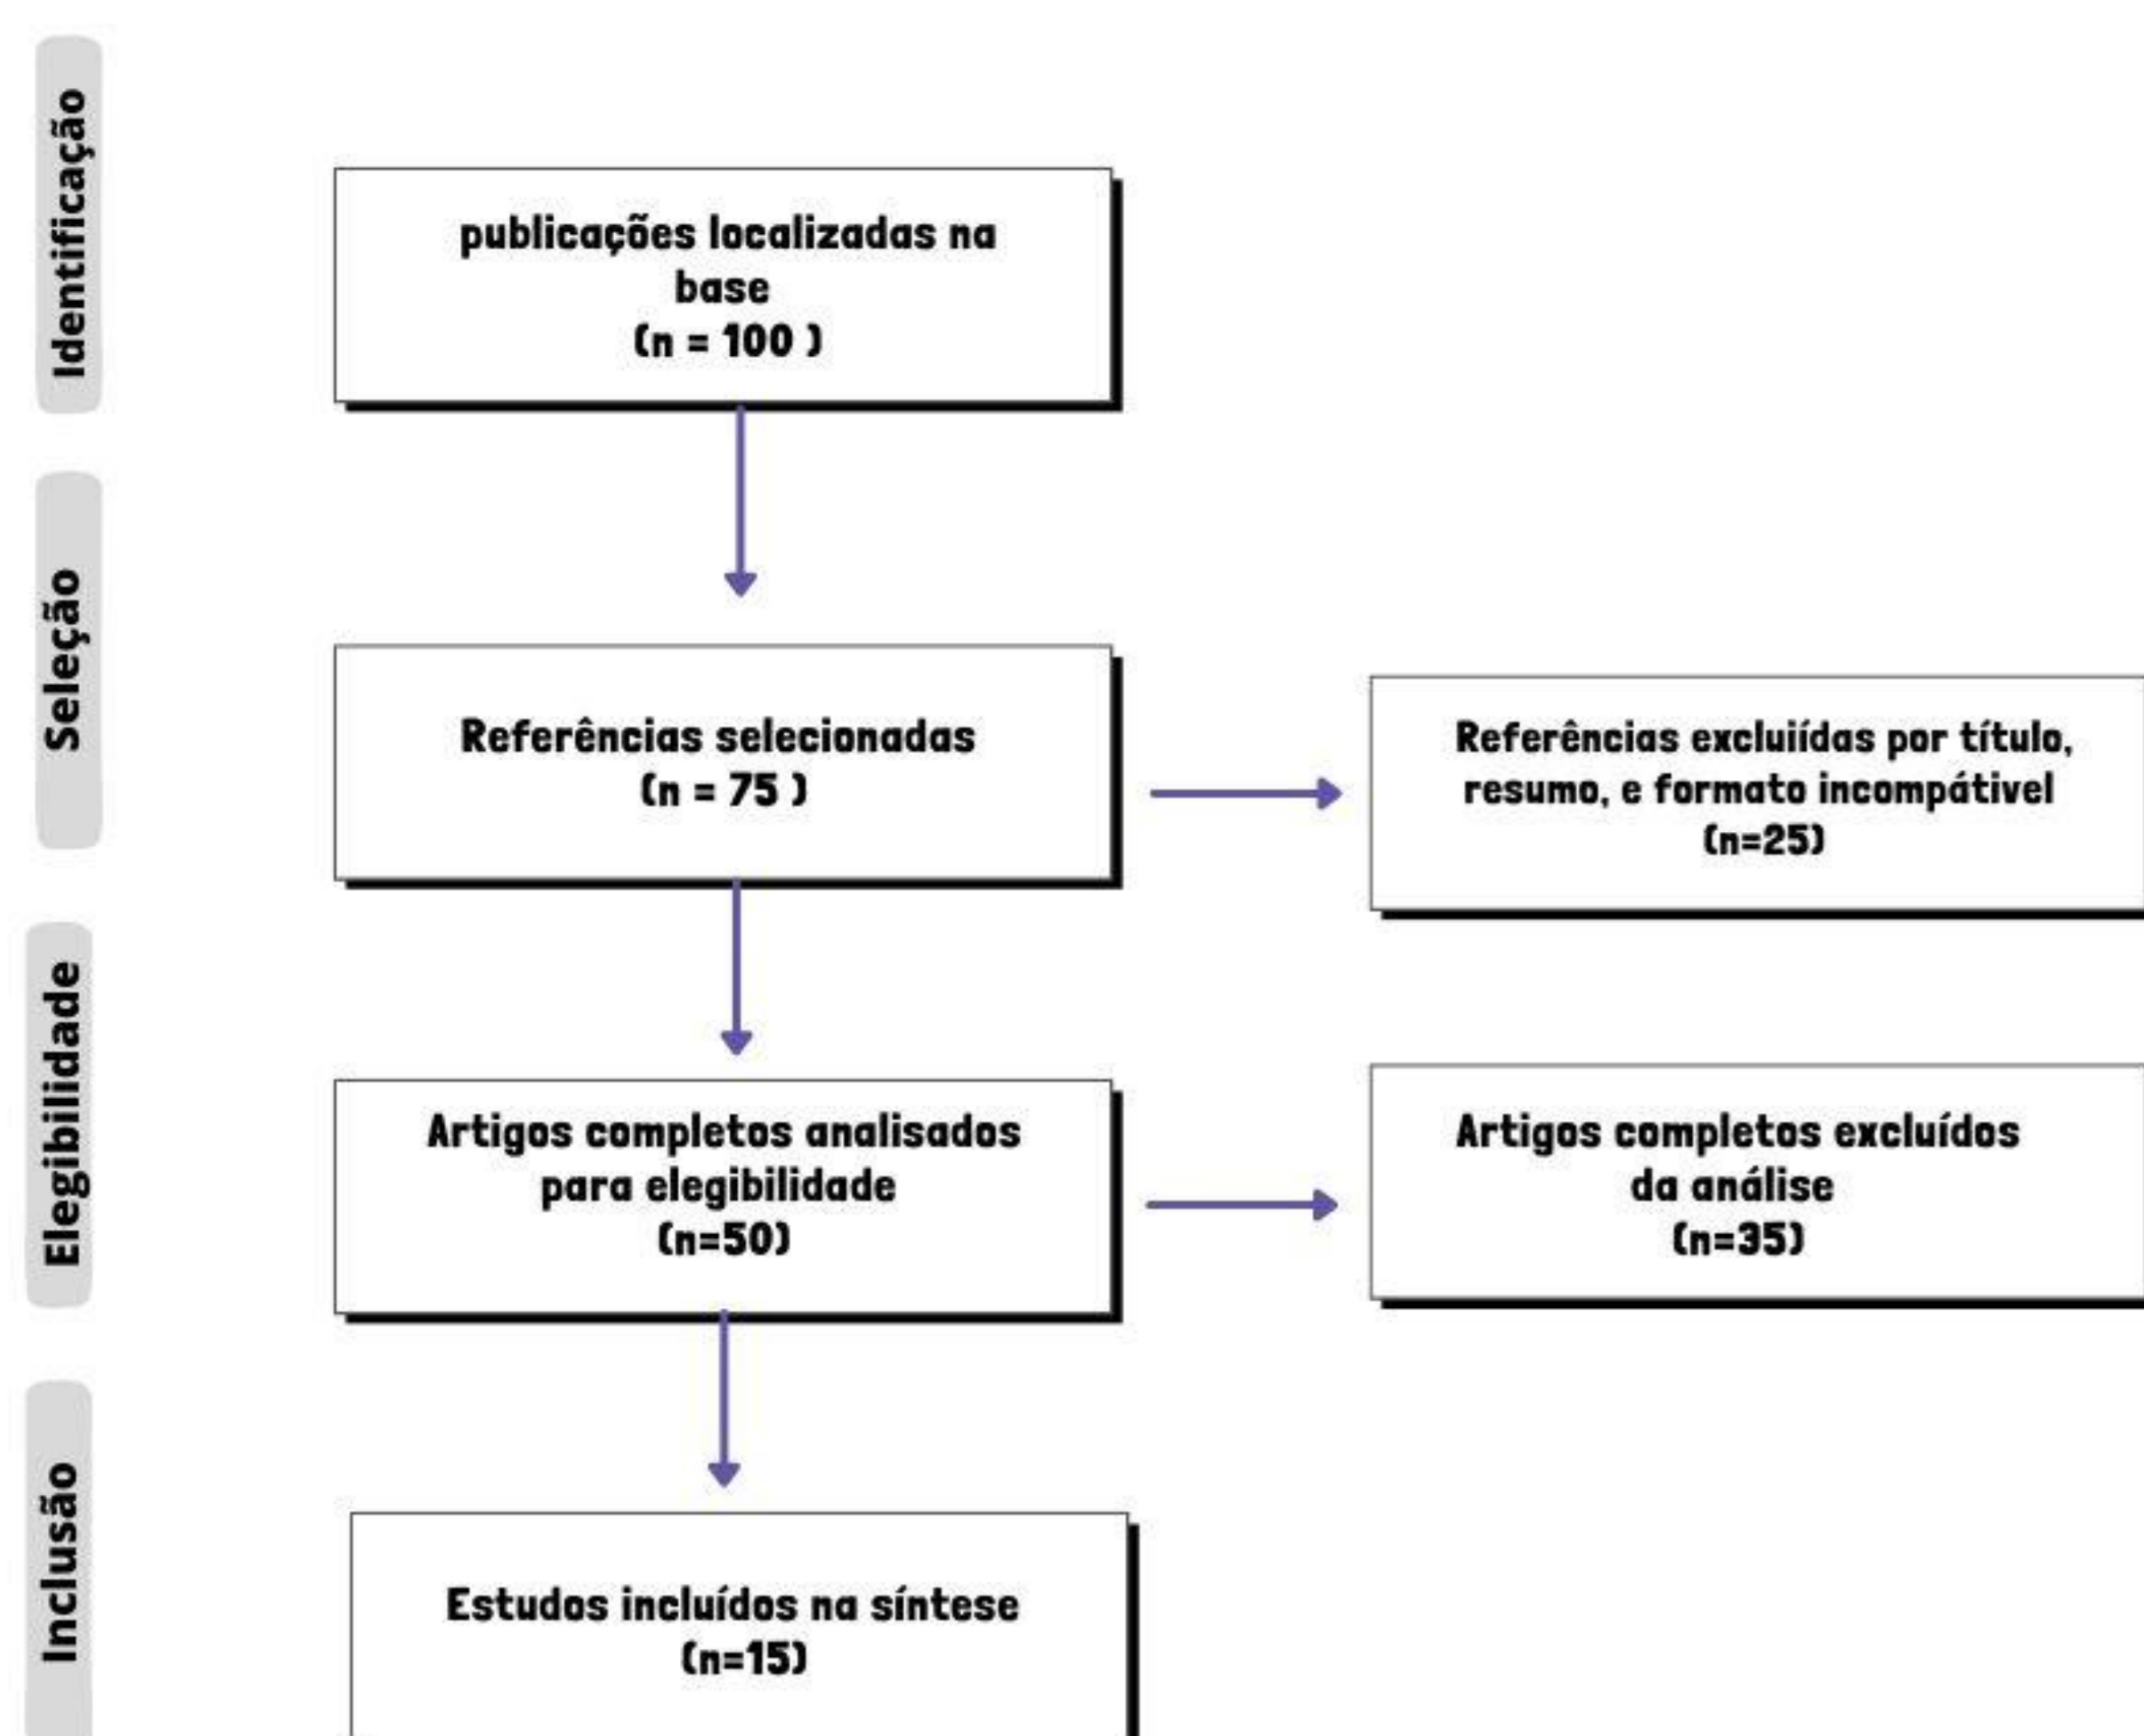 Identificação
publicações localizadas na
base
(n = 100 )
Seleção
Referências selecionadas
(n = 75 )
Referências excluiídas por título,
resumo, e formato incompátivel
(n=25)
Elegibilidade
Artigos completos analisados
para elegibilidade
(n=50)
Artigos completos excluídos
da análise
(n=35)
Inclusão
Estudos incluídos na síntese
(n=15)